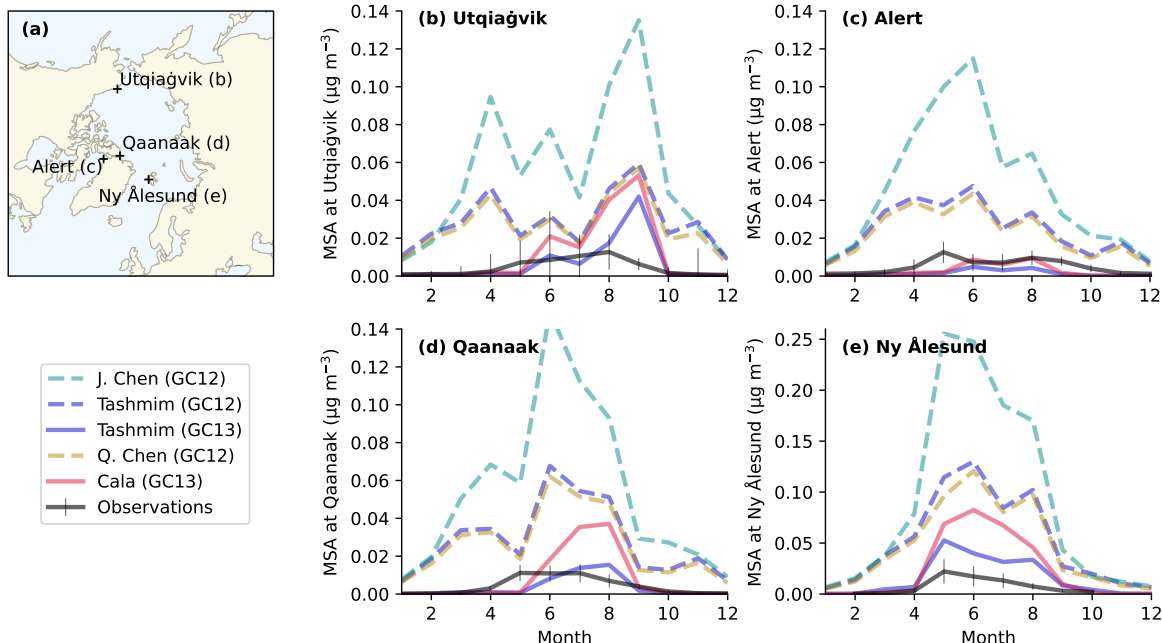 (a)
Utqiaġvik (b)
Qaanaak (d)
Alert (c)
Ny Ålesund (e)
(b) Utqiaġvik
MSA at Utqiaġvik (µg m⁻³)
0.14
0.12
0.10
0.08
0.06
0.04
0.02
0.00
2 4 6 8 10 12
(c) Alert
MSA at Alert (µg m⁻³)
0.14
0.12
0.10
0.08
0.06
0.04
0.02
0.00
2 4 6 8 10 12
J. Chen (GC12)
Tashmim (GC12)
Tashmim (GC13)
Q. Chen (GC12)
Cala (GC13)
Observations
(d) Qaanaak
MSA at Qaanaak (µg m⁻³)
0.14
0.12
0.10
0.08
0.06
0.04
0.02
0.00
2 4 6 8 10 12
Month
(e) Ny Ålesund
MSA at Ny Ålesund (µg m⁻³)
0.25
0.20
0.15
0.10
0.05
0.00
2 4 6 8 10 12
Month